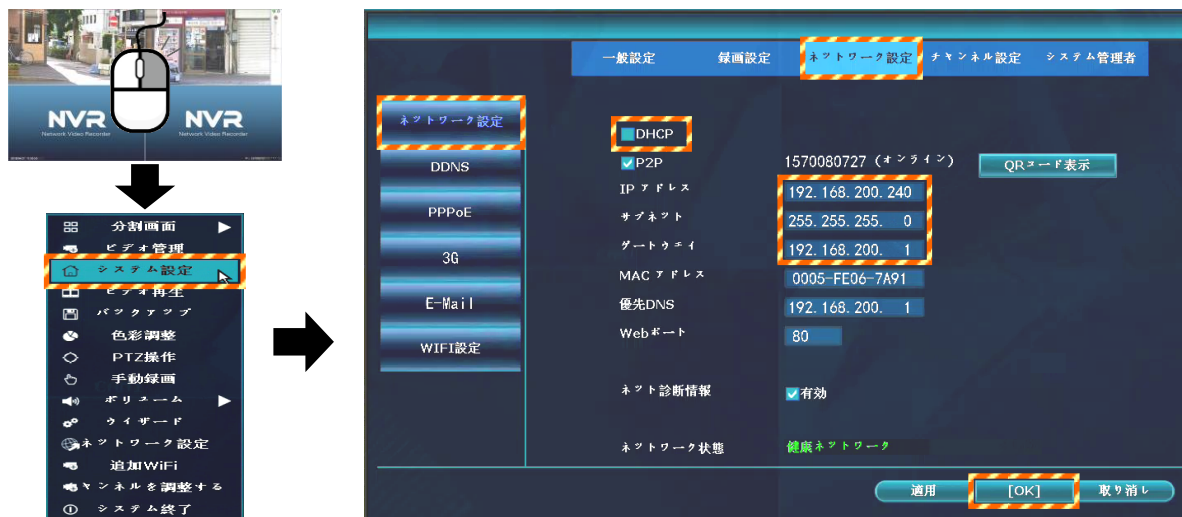 NVR
Network Video Recorder
NVR
Network Video Recorder
分割画面
ビデオ管理
システム設定
ビデオ再生
バックアップ
色彩調整
PTZ操作
手動録画
ボリューム
ウィザード
ネットワーク設定
追加WiFi
ャンネルを調整する
システム終了
一般設定 録画設定 ネットワーク設定 チャンネル設定 システム管理者
ネットワーク設定
DDNS
PPPoE
3G
E-Mail
WIFI設定
DHCP
P2P 1570080727 (オンライン) QRコード表示
IPアドレス 192.168.200.240
サブネット 255.255.255. 0
ゲートウェイ 192.168.200. 1
MACアドレス 0005-FE06-7A91
優先DNS 192.168.200. 1
Webポート 80
ネット診断情報 有効
ネットワーク状態 健康ネットワーク
適用 [OK] 取り消し